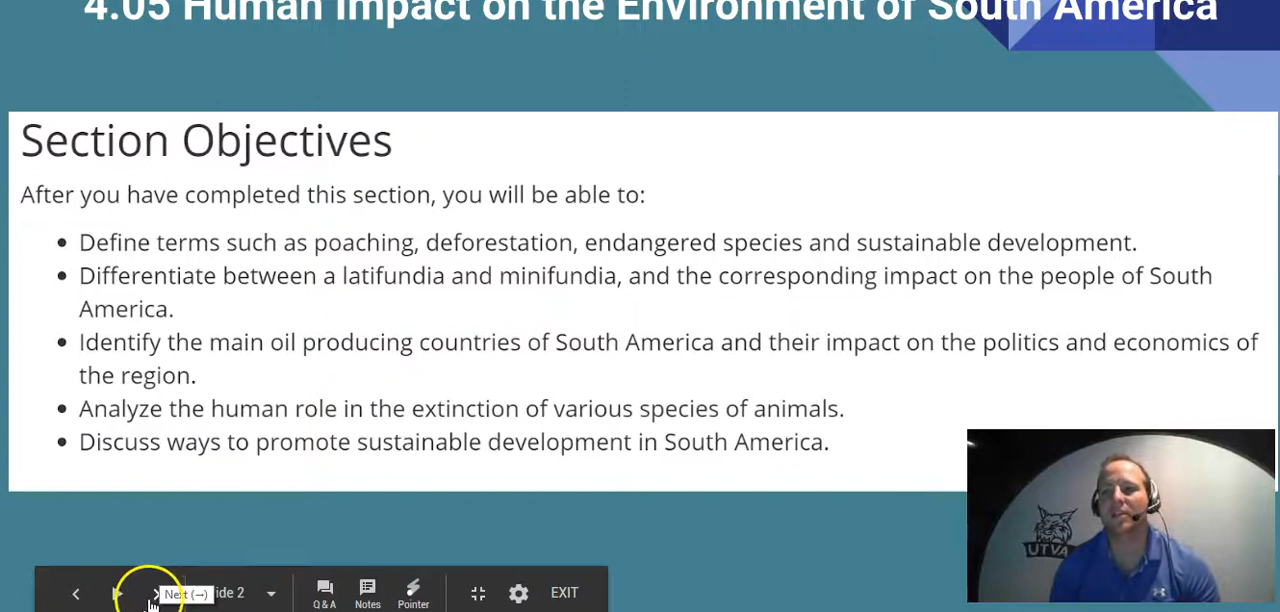 4.05 Human Impact on the Environment of South America
Section Objectives
After you have completed this section, you will be able to:
• Define terms such as poaching, deforestation, endangered species and sustainable development.
• Differentiate between a latifundia and minifundia, and the corresponding impact on the people of South
America.
• Identify the main oil producing countries of South America and their impact on the politics and economics of
the region.
• Analyze the human role in the extinction of various species of animals.
• Discuss ways to promote sustainable development in South America.
UTVA
Next (→)
ide 2
Q&A
Notes
Pointer
EXIT